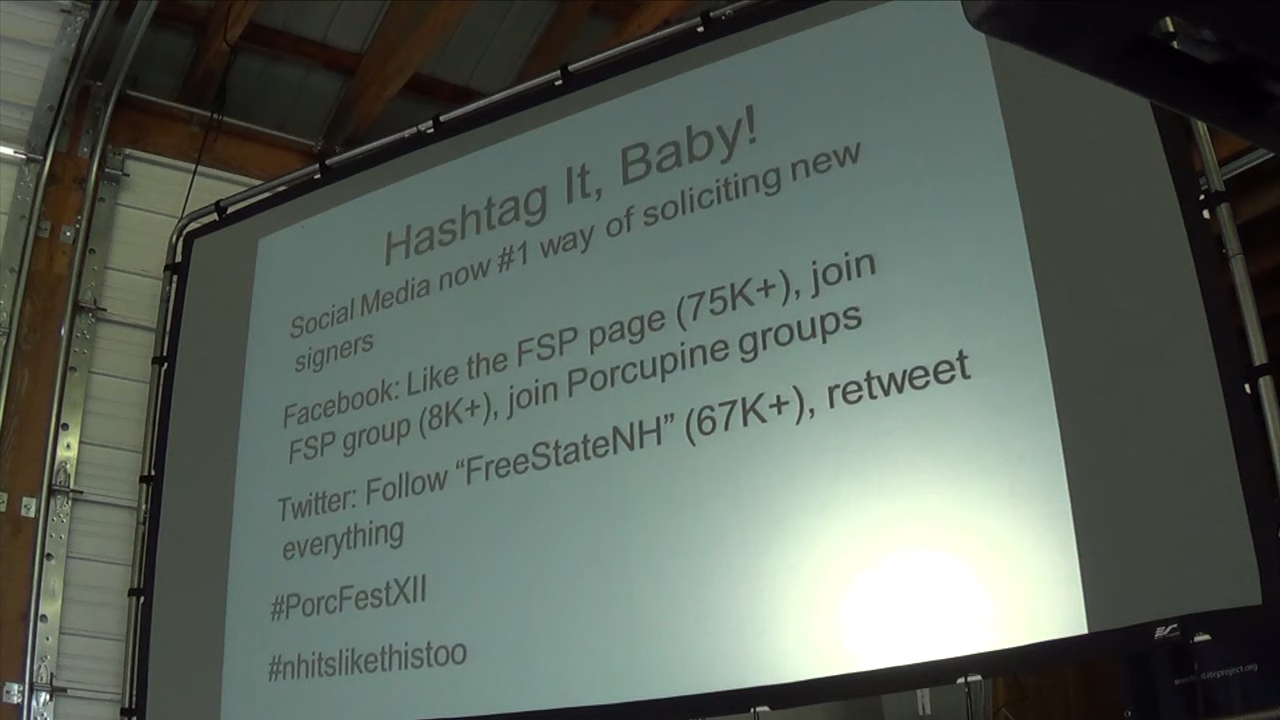 Hashtag It, Baby!
Social Media now #1 way of soliciting new
signers
Facebook: Like the FSP page (75K+), join
FSP group (8K+), join Porcupine groups
Twitter: Follow “FreeStateNH” (67K+), retweet
everything
#PorcFestXII
#nhitslikethistoo